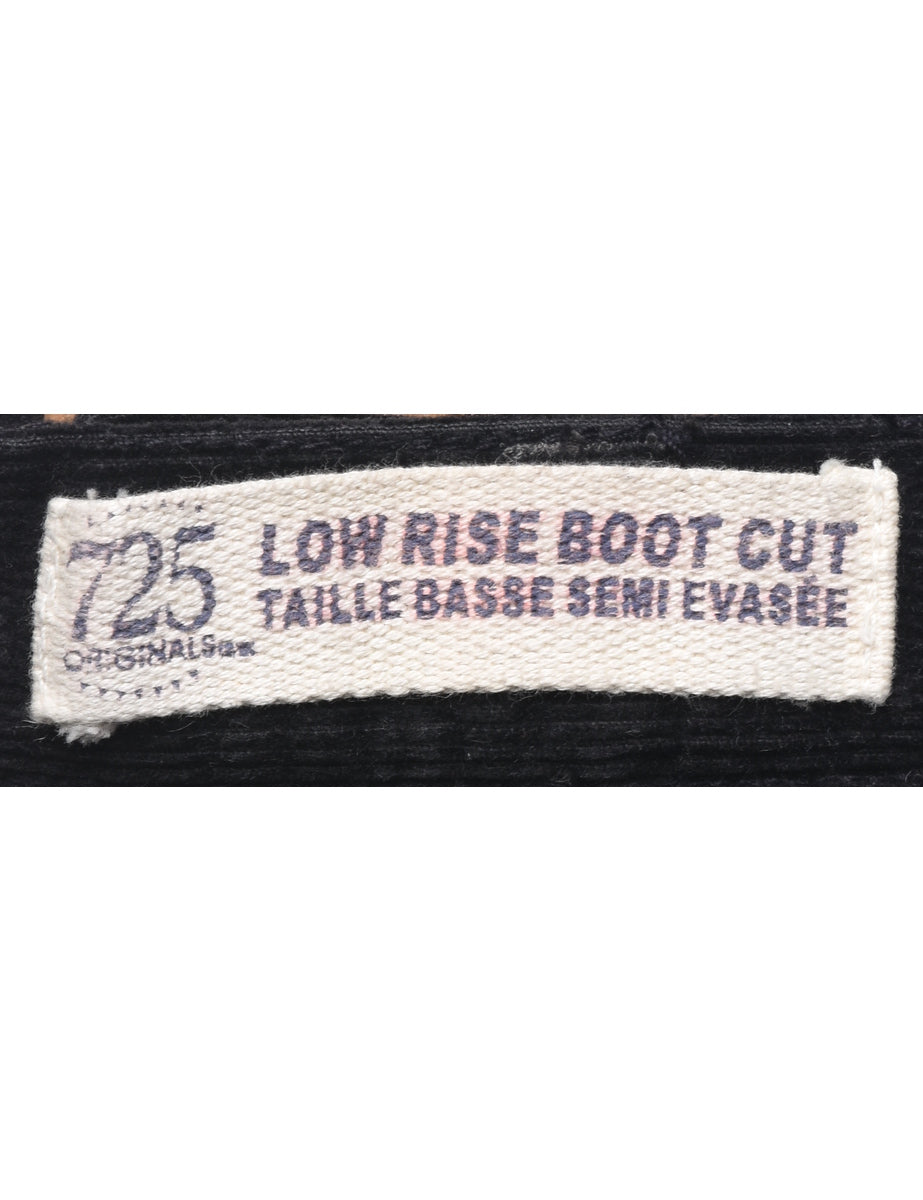 725
ORIGINALS
LOW RISE BOOT CUT
TAILLE BASSE SEMI EVASÉE